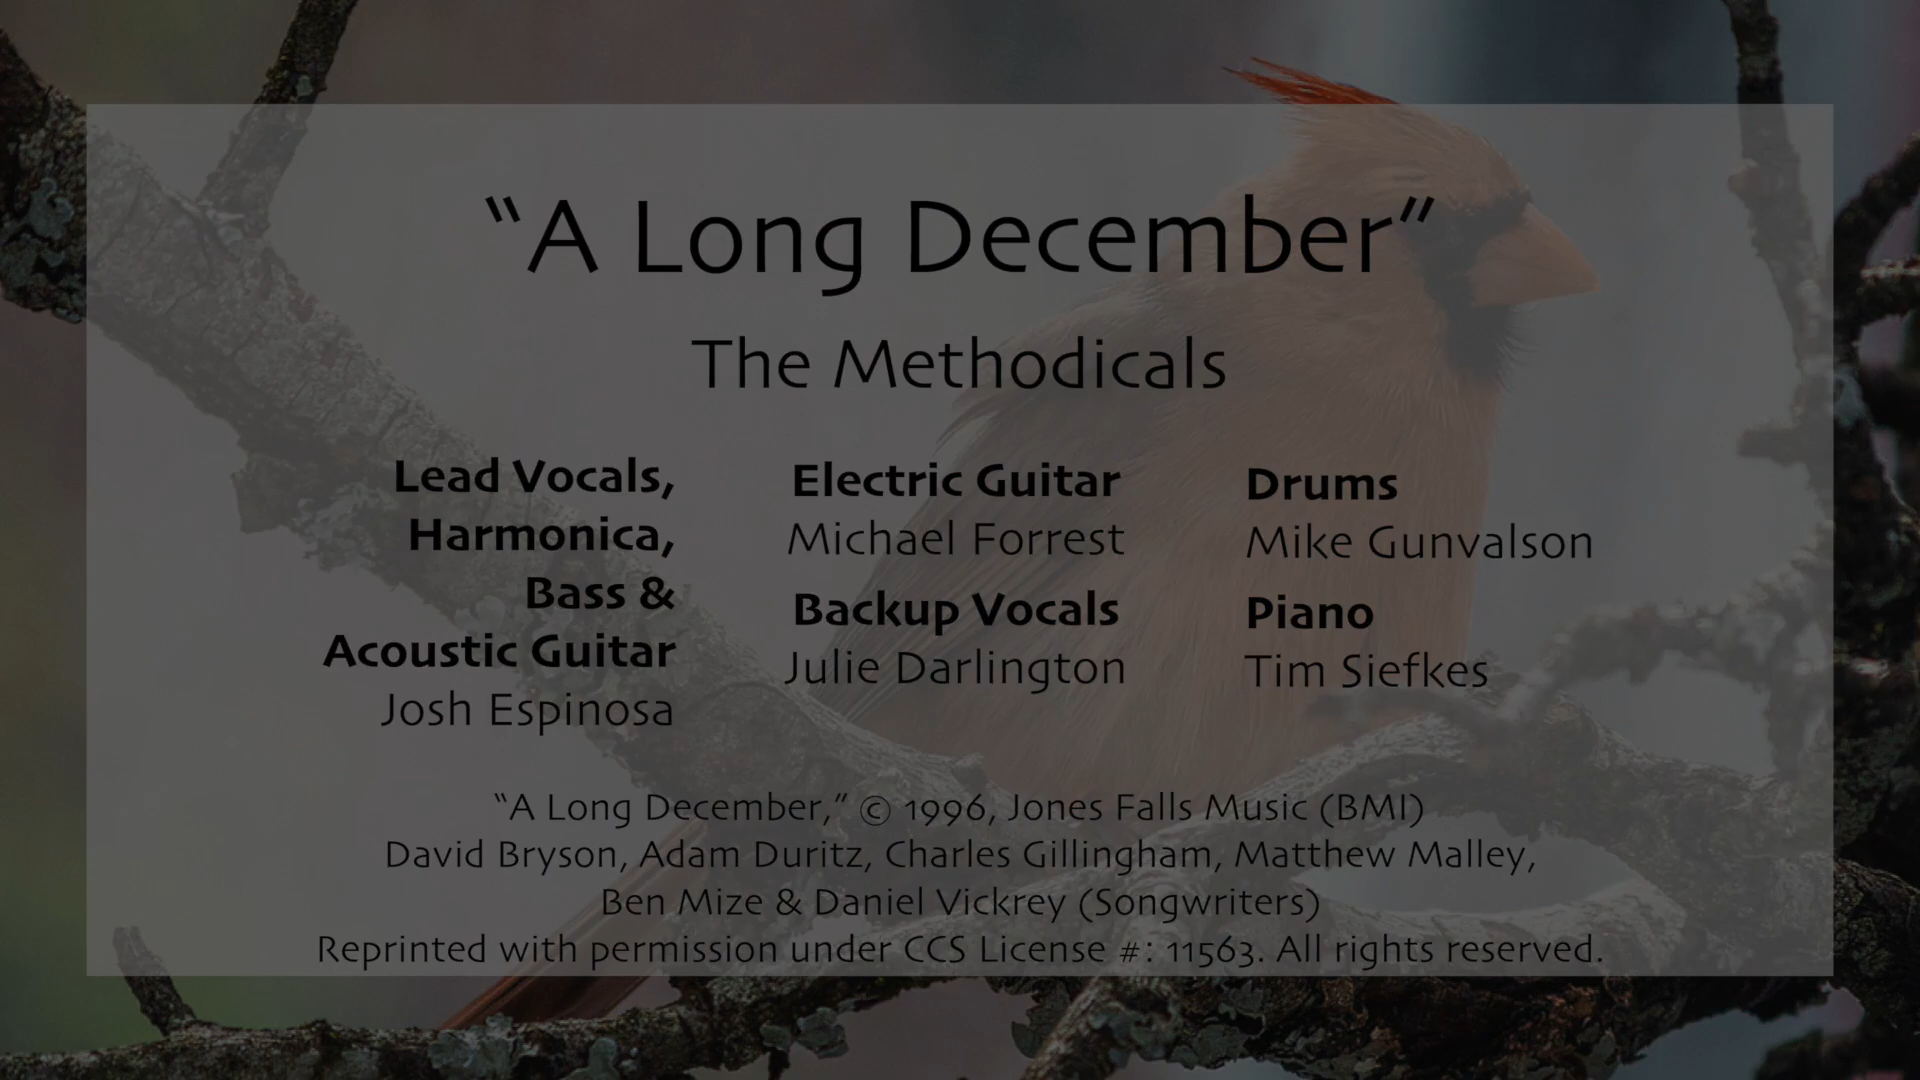 “A Long December”
The Methodicals
Lead Vocals,
Harmonica,
Bass &
Acoustic Guitar
Josh Espinosa
Electric Guitar
Michael Forrest
Backup Vocals
Julie Darlington
Drums
Mike Gunvalson
Piano
Tim Siefkes
“A Long December,” © 1996, Jones Falls Music (BMI)
David Bryson, Adam Duritz, Charles Gillingham, Matthew Malley,
Ben Mize & Daniel Vickrey (Songwriters)
Reprinted with permission under CCS License #: 11563. All rights reserved.